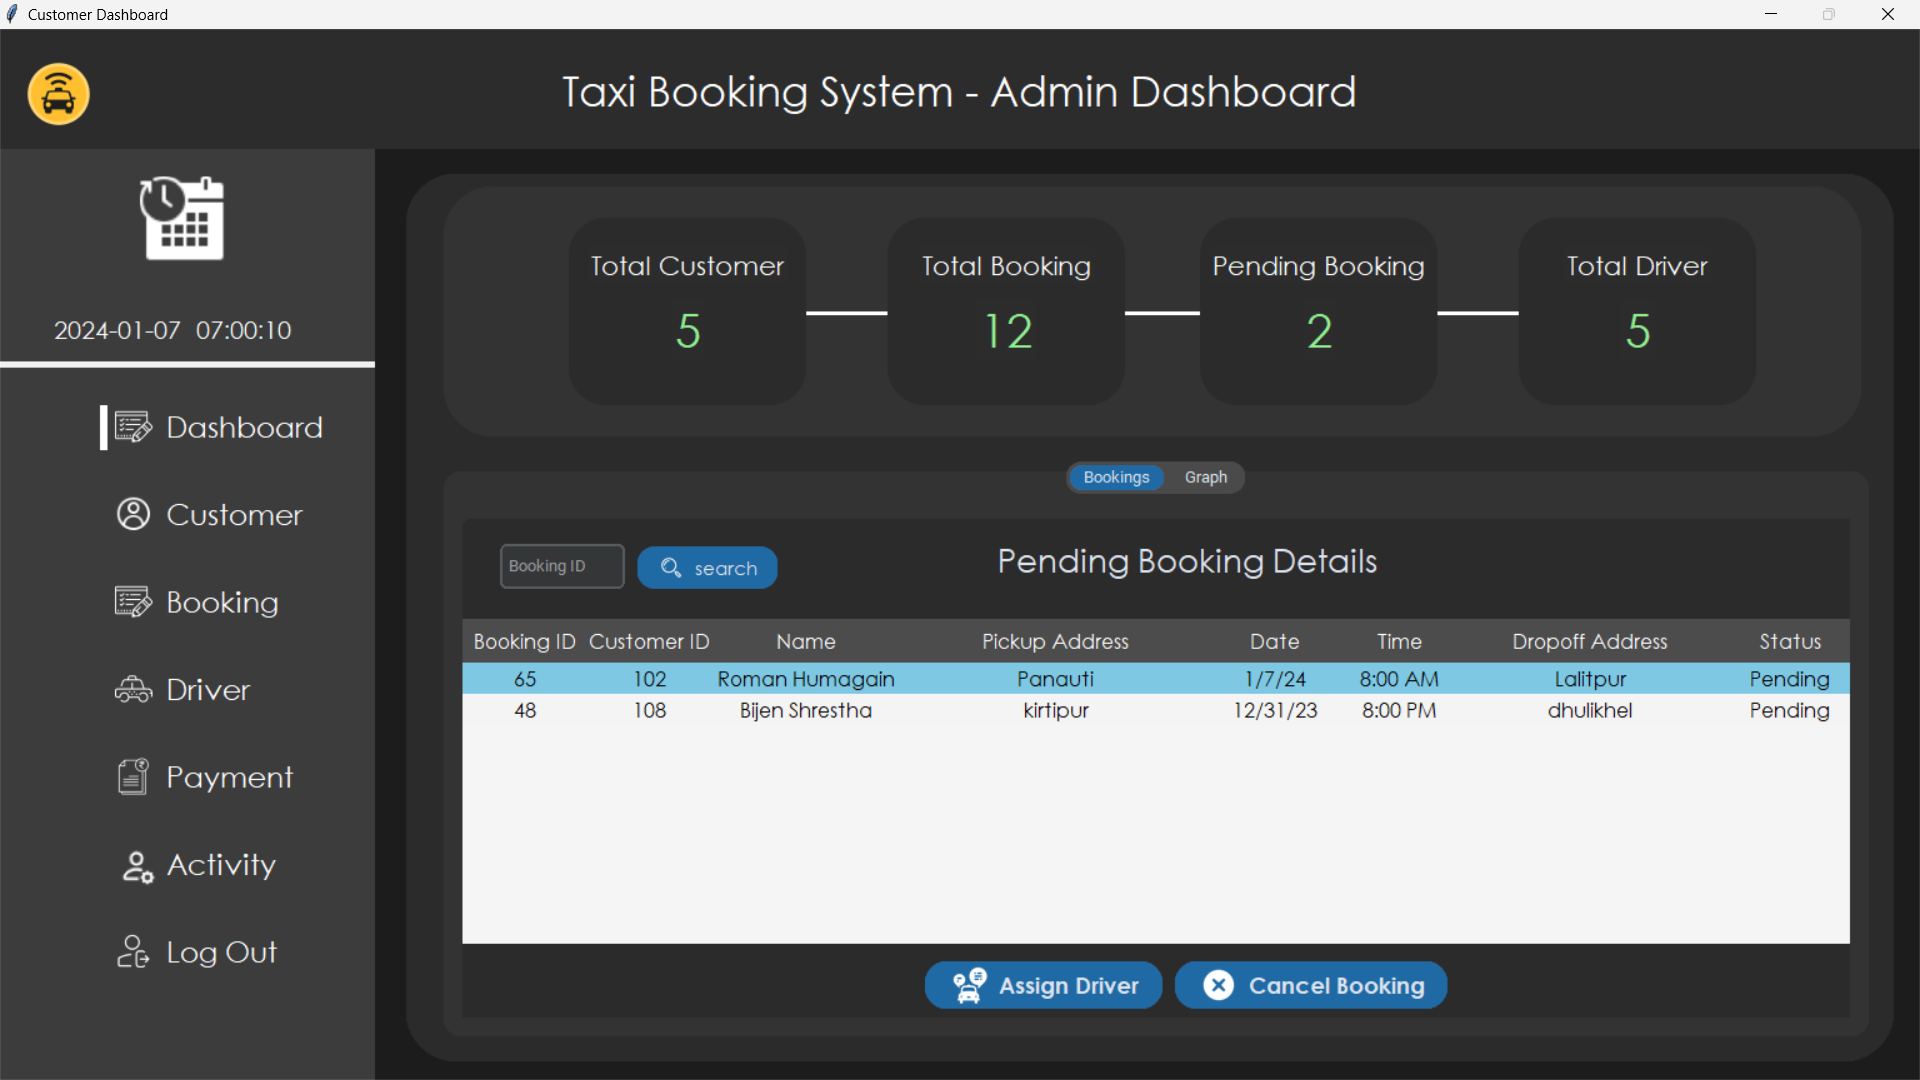 Customer Dashboard
Taxi Booking System - Admin Dashboard
2024-01-07 07:00:10
Dashboard
Customer
Booking
Driver
Payment
Activity
Log Out
Total Customer
5
Total Booking
12
Pending Booking
2
Total Driver
5
Bookings Graph
Booking ID search Pending Booking Details
Booking ID Customer ID Name Pickup Address Date Time Dropoff Address Status
65 102 Roman Humagain Panauti 1/7/24 8:00 AM Lalitpur Pending
48 108 Bijen Shrestha kirtipur 12/31/23 8:00 PM dhulikhel Pending
Assign Driver Cancel Booking